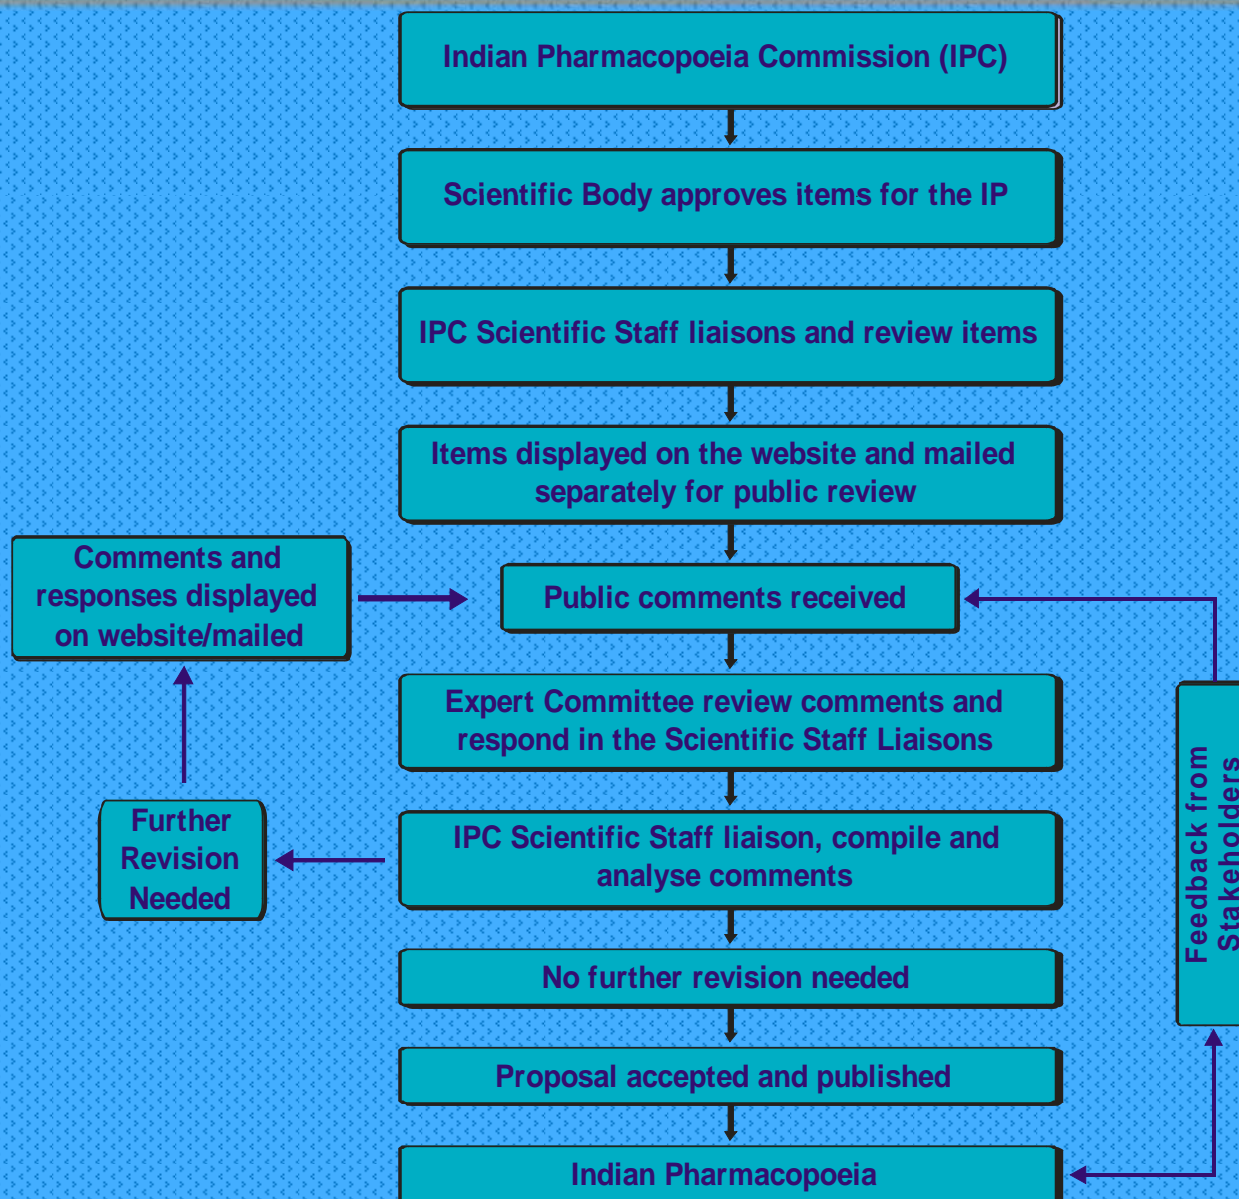 Indian Pharmacopoeia Commission (IPC)
Scientific Body approves items for the IP
IPC Scientific Staff liaisons and review items
Items displayed on the website and mailed
separately for public review
Comments and
responses displayed
on website/mailed
Public comments received
Expert Committee review comments and
respond in the Scientific Staff Liaisons
Further
Revision
Needed
IPC Scientific Staff liaison, compile and
analyse comments
Feedback from
Stakeholders
No further revision needed
Proposal accepted and published
Indian Pharmacopoeia